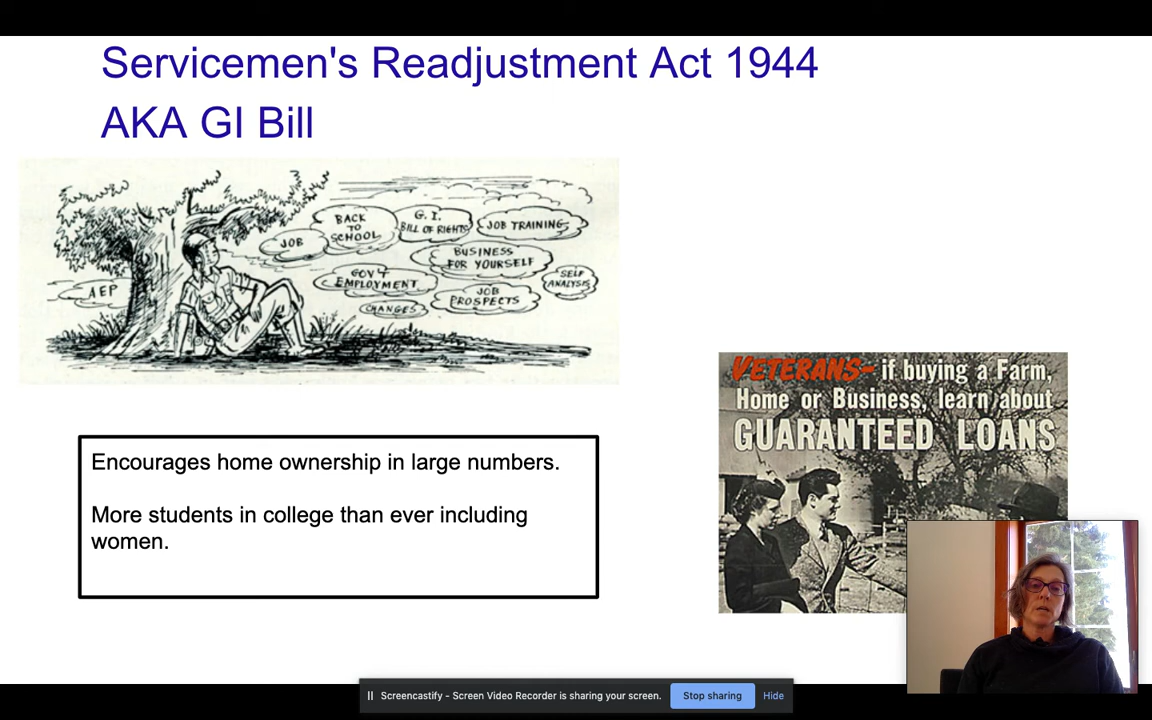 Servicemen's Readjustment Act 1944
AKA GI Bill
JOB
BACK
TO
SCHOOL
G. I.
BILL OF RIGHTS
JOB TRAINING
BUSINESS
FOR YOURSELF
GOV'T
EMPLOYMENT
SELF
ANALYSIS
JOB
PROSPECTS
CHANGES
AEP
VETERANS- if buying a Farm,
Home or Business, learn about
GUARANTEED LOANS
Encourages home ownership in large numbers.
More students in college than ever including
women.
Screencastify - Screen Video Recorder is sharing your screen.
Stop sharing
Hide